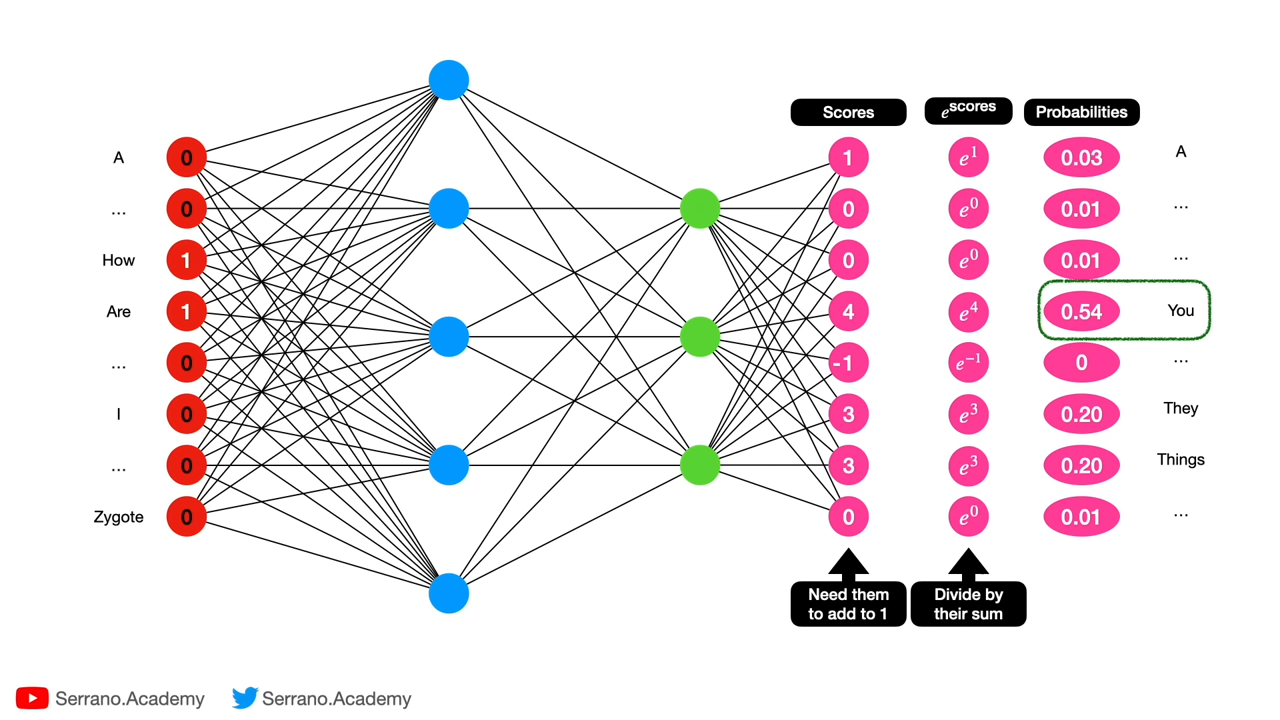 Scores e^scores Probabilities
A 0 1 e^1 0.03 A
... 0 0 e^0 0.01 ...
How 1 0 e^0 0.01 ...
Are 1 4 e^4 0.54 You
... 0 -1 e^−1 0 ...
I 0 3 e^3 0.20 They
... 0 3 e^3 0.20 Things
Zygote 0 0 e^0 0.01 ...
Need them
to add to 1
Divide by
their sum
Serrano.Academy Serrano.Academy